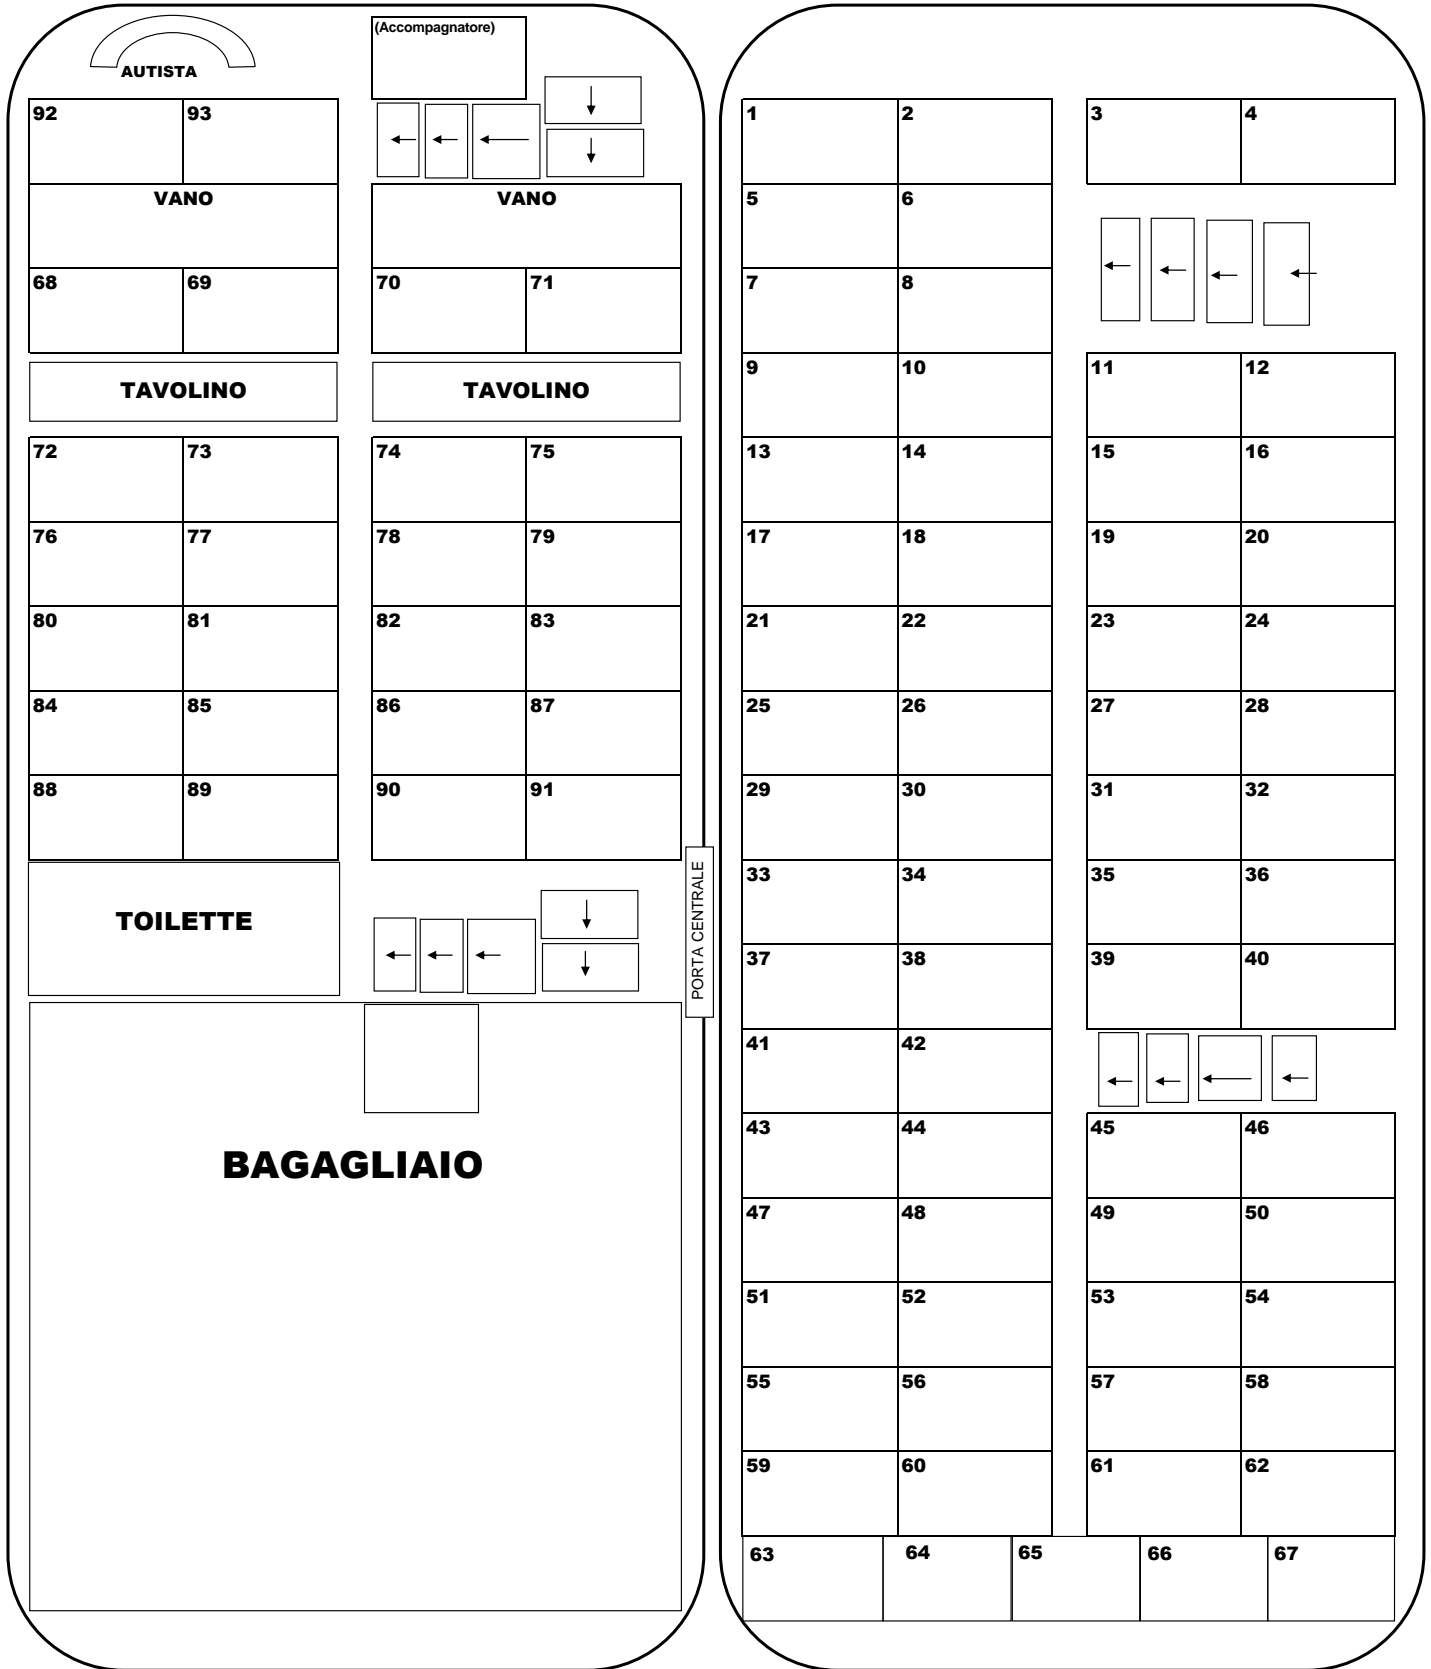 (Accompagnatore)
AUTISTA
92 93
VANO VANO
68 69 70 71
TAVOLINO TAVOLINO
72 73 74 75
76 77 78 79
80 81 82 83
84 85 86 87
88 89 90 91
TOILETTE
PORTA CENTRALE
BAGAGLIAIO
1 2 3 4
5 6
7 8
9 10 11 12
13 14 15 16
17 18 19 20
21 22 23 24
25 26 27 28
29 30 31 32
33 34 35 36
37 38 39 40
41 42
43 44 45 46
47 48 49 50
51 52 53 54
55 56 57 58
59 60 61 62
63 64 65 66 67